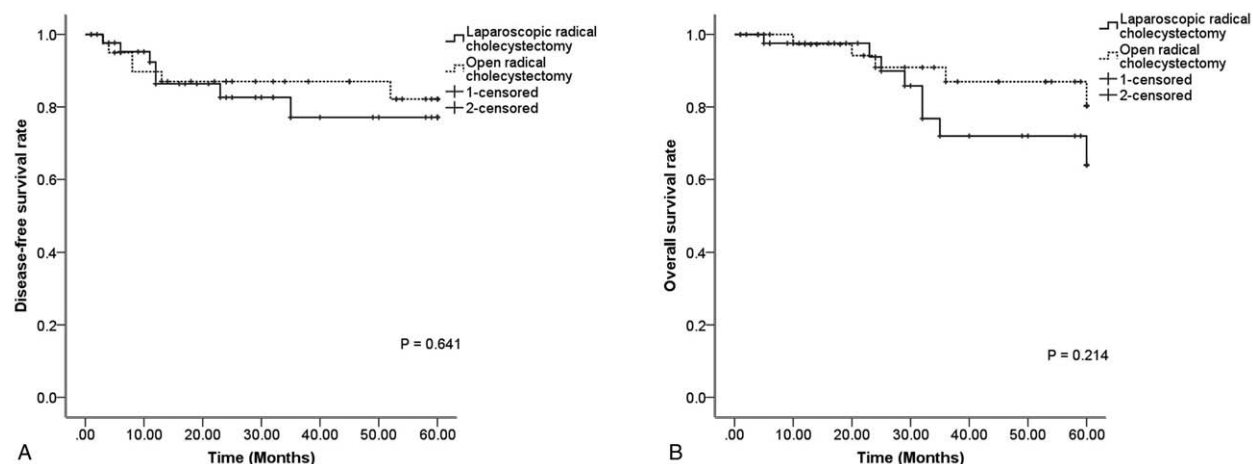 Disease-free survival rate
1.0
0.8
0.6
0.4
0.2
0.0
Laparoscopic radical
cholecystectomy
Open radical
cholecystectomy
1-censored
2-censored
P = 0.641
.00 10.00 20.00 30.00 40.00 50.00 60.00
Time (Months)
A
Overall survival rate
1.0
0.8
0.6
0.4
0.2
0.0
Laparoscopic radical
cholecystectomy
Open radical
cholecystectomy
1-censored
2-censored
P = 0.214
.00 10.00 20.00 30.00 40.00 50.00 60.00
Time (Months)
B